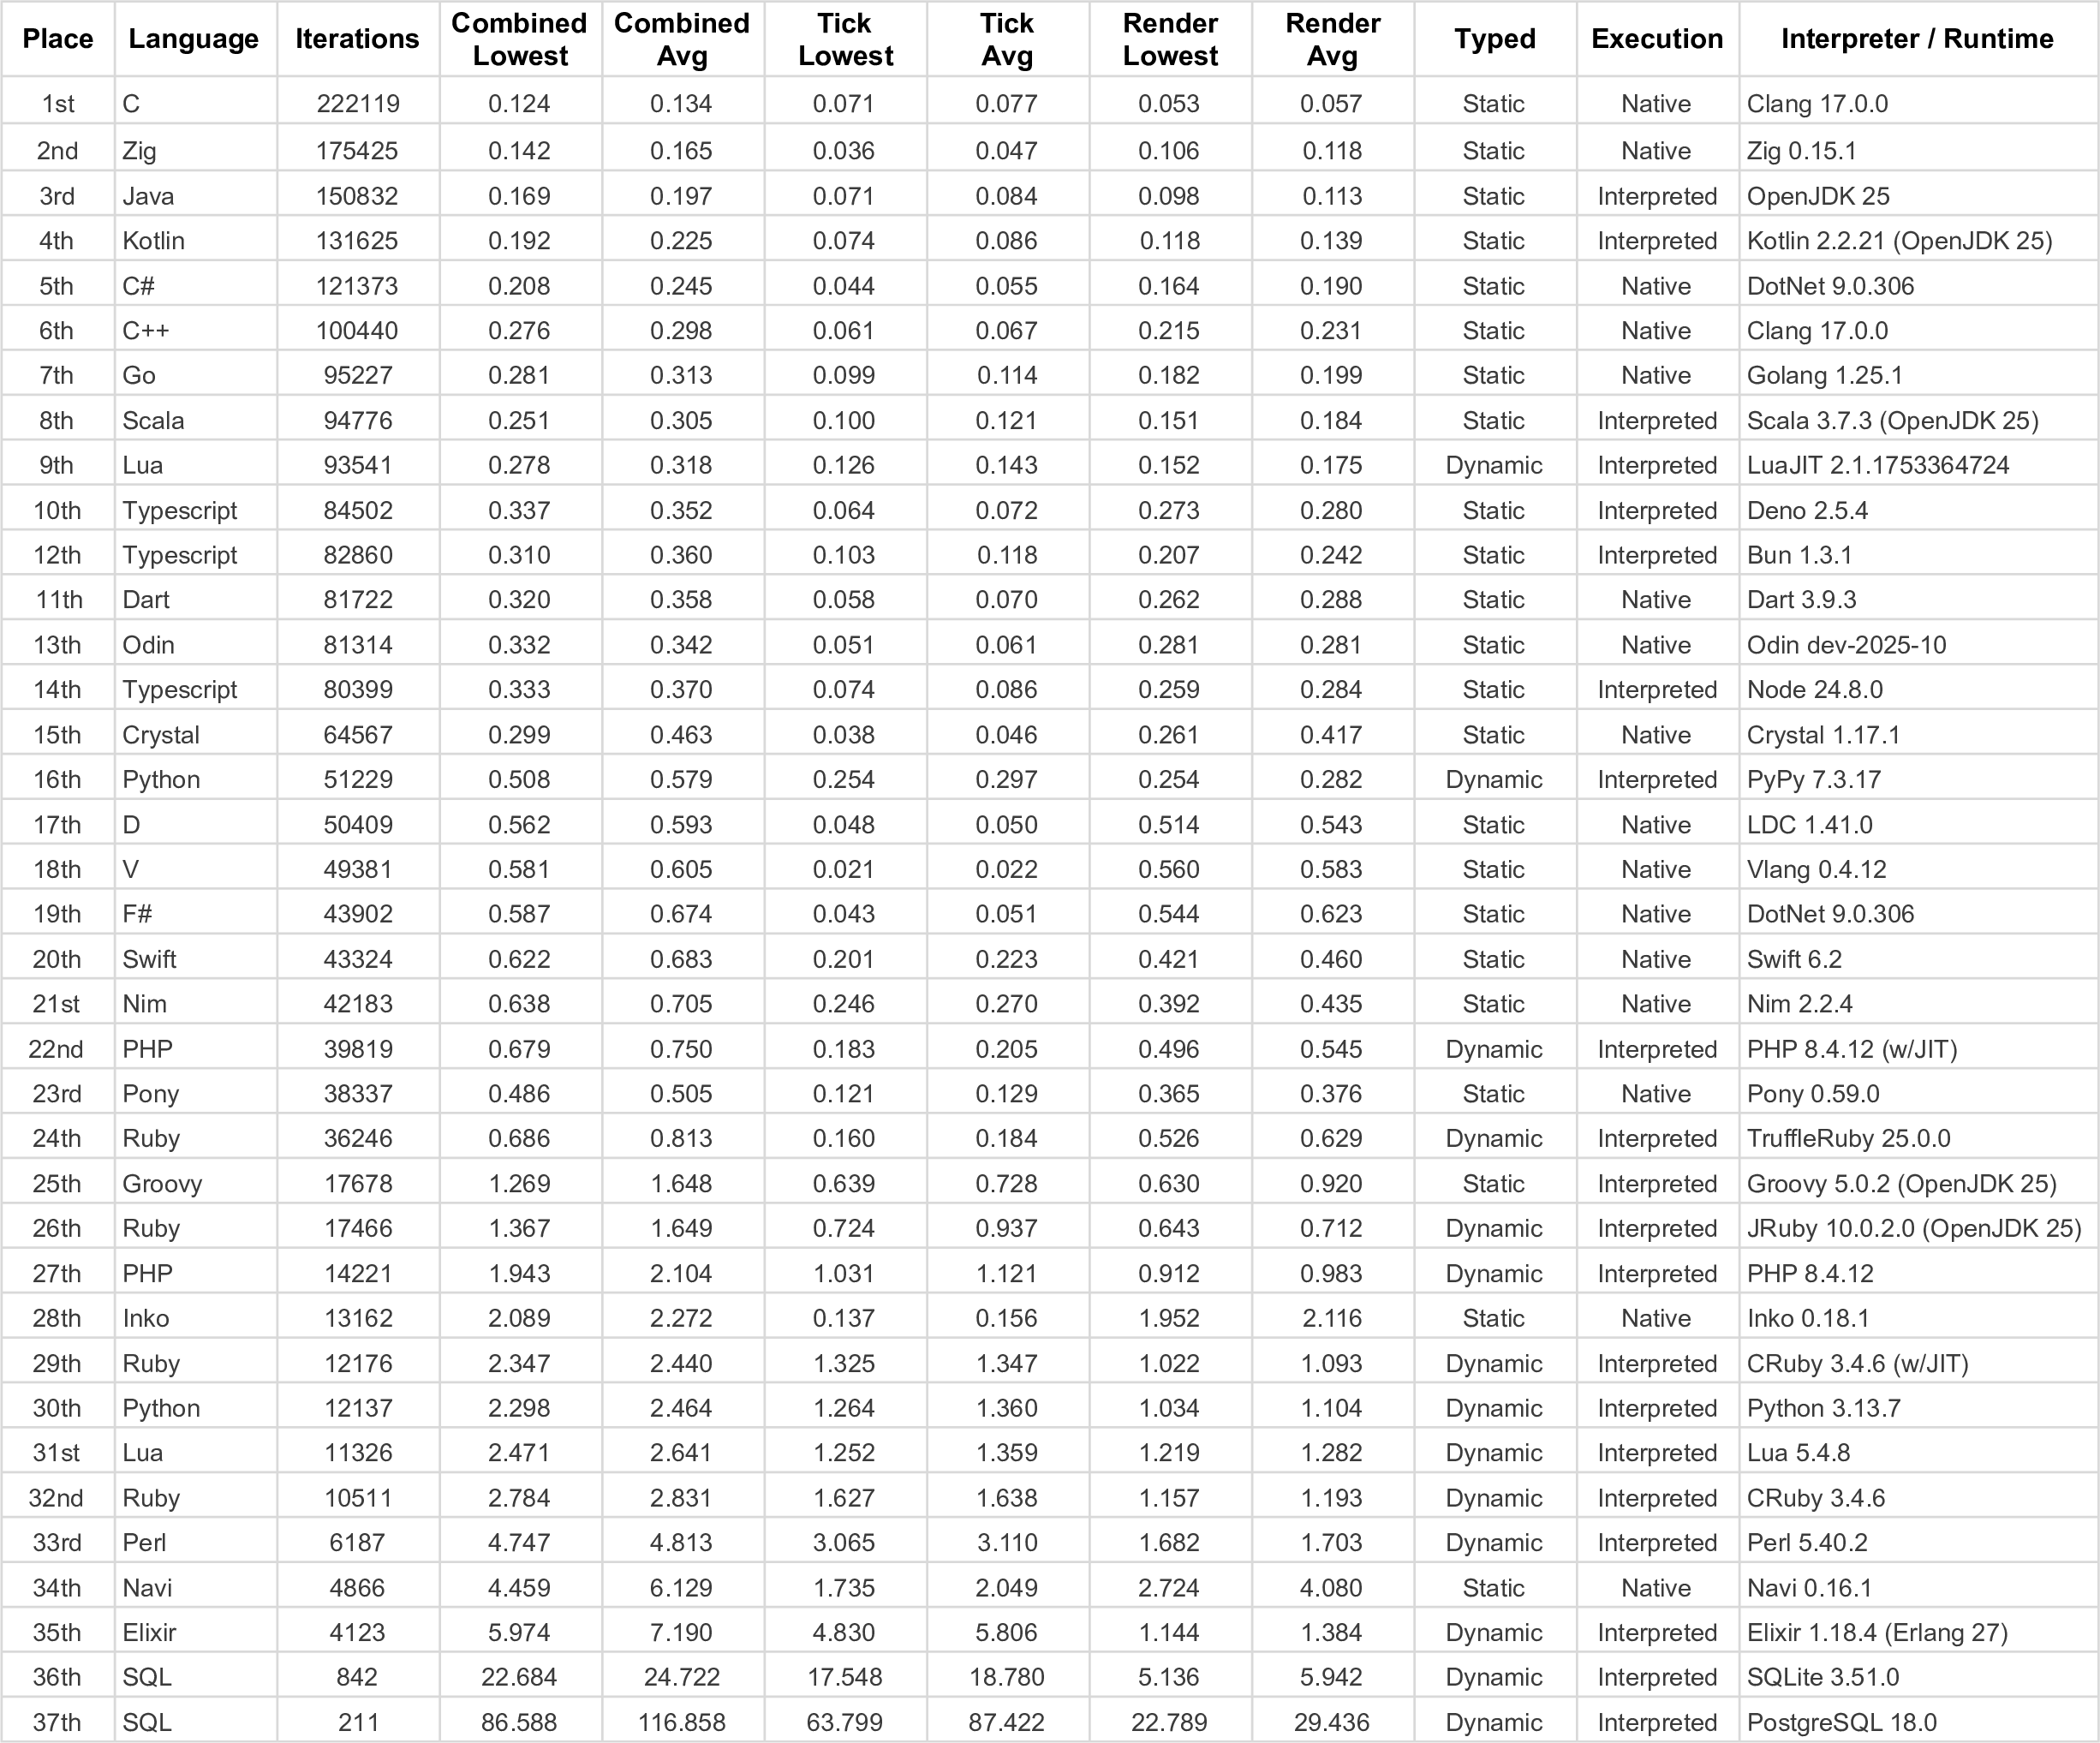 Place Language Iterations Combined Lowest Combined Avg Tick Lowest Tick Avg Render Lowest Render Avg Typed Execution Interpreter / Runtime
1st C 222119 0.124 0.134 0.071 0.077 0.053 0.057 Static Native Clang 17.0.0
2nd Zig 175425 0.142 0.165 0.036 0.047 0.106 0.118 Static Native Zig 0.15.1
3rd Java 150832 0.169 0.197 0.071 0.084 0.098 0.113 Static Interpreted OpenJDK 25
4th Kotlin 131625 0.192 0.225 0.074 0.086 0.118 0.139 Static Interpreted Kotlin 2.2.21 (OpenJDK 25)
5th C# 121373 0.208 0.245 0.044 0.055 0.164 0.190 Static Native DotNet 9.0.306
6th C++ 100440 0.276 0.298 0.061 0.067 0.215 0.231 Static Native Clang 17.0.0
7th Go 95227 0.281 0.313 0.099 0.114 0.182 0.199 Static Native Golang 1.25.1
8th Scala 94776 0.251 0.305 0.100 0.121 0.151 0.184 Static Interpreted Scala 3.7.3 (OpenJDK 25)
9th Lua 93541 0.278 0.318 0.126 0.143 0.152 0.175 Dynamic Interpreted LuaJIT 2.1.1753364724
10th Typescript 84502 0.337 0.352 0.064 0.072 0.273 0.280 Static Interpreted Deno 2.5.4
12th Typescript 82860 0.310 0.360 0.103 0.118 0.207 0.242 Static Interpreted Bun 1.3.1
11th Dart 81722 0.320 0.358 0.058 0.070 0.262 0.288 Static Native Dart 3.9.3
13th Odin 81314 0.332 0.342 0.051 0.061 0.281 0.281 Static Native Odin dev-2025-10
14th Typescript 80399 0.333 0.370 0.074 0.086 0.259 0.284 Static Interpreted Node 24.8.0
15th Crystal 64567 0.299 0.463 0.038 0.046 0.261 0.417 Static Native Crystal 1.17.1
16th Python 51229 0.508 0.579 0.254 0.297 0.254 0.282 Dynamic Interpreted PyPy 7.3.17
17th D 50409 0.562 0.593 0.048 0.050 0.514 0.543 Static Native LDC 1.41.0
18th V 49381 0.581 0.605 0.021 0.022 0.560 0.583 Static Native Vlang 0.4.12
19th F# 43902 0.587 0.674 0.043 0.051 0.544 0.623 Static Native DotNet 9.0.306
20th Swift 43324 0.622 0.683 0.201 0.223 0.421 0.460 Static Native Swift 6.2
21st Nim 42183 0.638 0.705 0.246 0.270 0.392 0.435 Static Native Nim 2.2.4
22nd PHP 39819 0.679 0.750 0.183 0.205 0.496 0.545 Dynamic Interpreted PHP 8.4.12 (w/JIT)
23rd Pony 38337 0.486 0.505 0.121 0.129 0.365 0.376 Static Native Pony 0.59.0
24th Ruby 36246 0.686 0.813 0.160 0.184 0.526 0.629 Dynamic Interpreted TruffleRuby 25.0.0
25th Groovy 17678 1.269 1.648 0.639 0.728 0.630 0.920 Static Interpreted Groovy 5.0.2 (OpenJDK 25)
26th Ruby 17466 1.367 1.649 0.724 0.937 0.643 0.712 Dynamic Interpreted JRuby 10.0.2.0 (OpenJDK 25)
27th PHP 14221 1.943 2.104 1.031 1.121 0.912 0.983 Dynamic Interpreted PHP 8.4.12
28th Inko 13162 2.089 2.272 0.137 0.156 1.952 2.116 Static Native Inko 0.18.1
29th Ruby 12176 2.347 2.440 1.325 1.347 1.022 1.093 Dynamic Interpreted CRuby 3.4.6 (w/JIT)
30th Python 12137 2.298 2.464 1.264 1.360 1.034 1.104 Dynamic Interpreted Python 3.13.7
31st Lua 11326 2.471 2.641 1.252 1.359 1.219 1.282 Dynamic Interpreted Lua 5.4.8
32nd Ruby 10511 2.784 2.831 1.627 1.638 1.157 1.193 Dynamic Interpreted CRuby 3.4.6
33rd Perl 6187 4.747 4.813 3.065 3.110 1.682 1.703 Dynamic Interpreted Perl 5.40.2
34th Navi 4866 4.459 6.129 1.735 2.049 2.724 4.080 Static Native Navi 0.16.1
35th Elixir 4123 5.974 7.190 4.830 5.806 1.144 1.384 Dynamic Interpreted Elixir 1.18.4 (Erlang 27)
36th SQL 842 22.684 24.722 17.548 18.780 5.136 5.942 Dynamic Interpreted SQLite 3.51.0
37th SQL 211 86.588 116.858 63.799 87.422 22.789 29.436 Dynamic Interpreted PostgreSQL 18.0